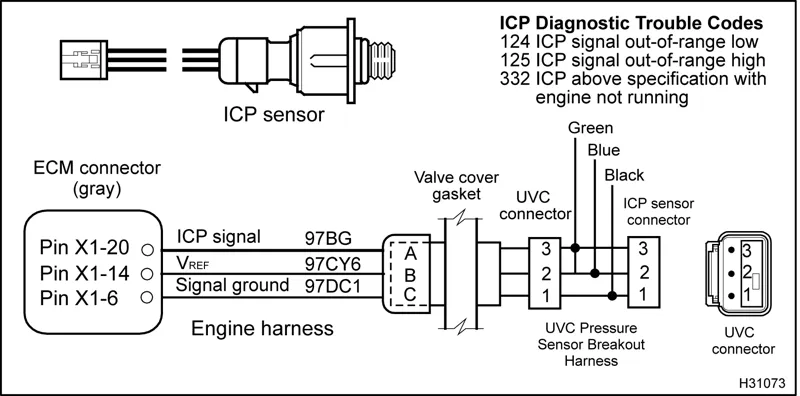 ICP Diagnostic Trouble Codes
124 ICP signal out-of-range low
125 ICP signal out-of-range high
332 ICP above specification with
engine not running
ICP sensor
Green
Blue
Black
ECM connector
(gray)
Valve cover
gasket
UVC
connector
ICP sensor
connector
Pin X1-20
Pin X1-14
Pin X1-6
ICP signal 97BG
VREF 97CY6
Signal ground 97DC1
A
B
C
3
2
1
3
2
1
3
2
1
Engine harness
UVC Pressure
Sensor Breakout
Harness
UVC
connector
H31073